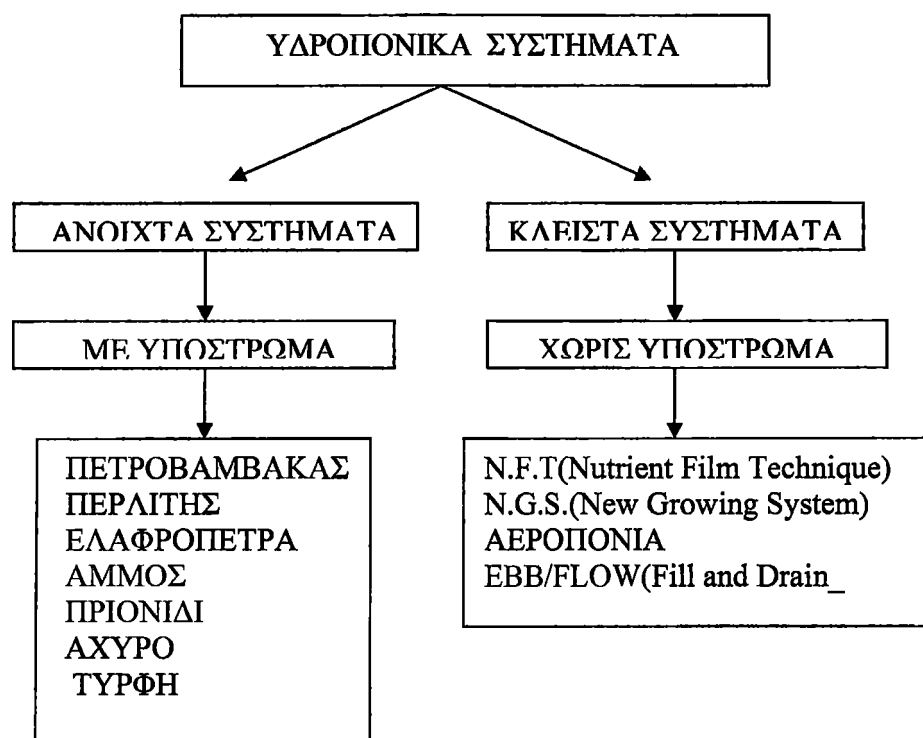 ΥΔΡΟΠΟΝΙΚΑ ΣΥΣΤΗΜΑΤΑ
ΑΝΟΙΧΤΑ ΣΥΣΤΗΜΑΤΑ
ΚΛΕΙΣΤΑ ΣΥΣΤΗΜΑΤΑ
ΜΕ ΥΠΟΣΤΡΩΜΑ
ΧΩΡΙΣ ΥΠΟΣΤΡΩΜΑ
ΠΕΤΡΟΒΑΜΒΑΚΑΣ
ΠΕΡΛΙΤΗΣ
ΕΛΑΦΡΟΠΕΤΡΑ
ΑΜΜΟΣ
ΠΡΙΟΝΙΔΙ
ΑΧΥΡΟ
ΤΥΡΦΗ
N.F.T(Nutrient Film Technique)
N.G.S.(New Growing System)
ΑΕΡΟΠΟΝΙΑ
EBB/FLOW(Fill and Drain_